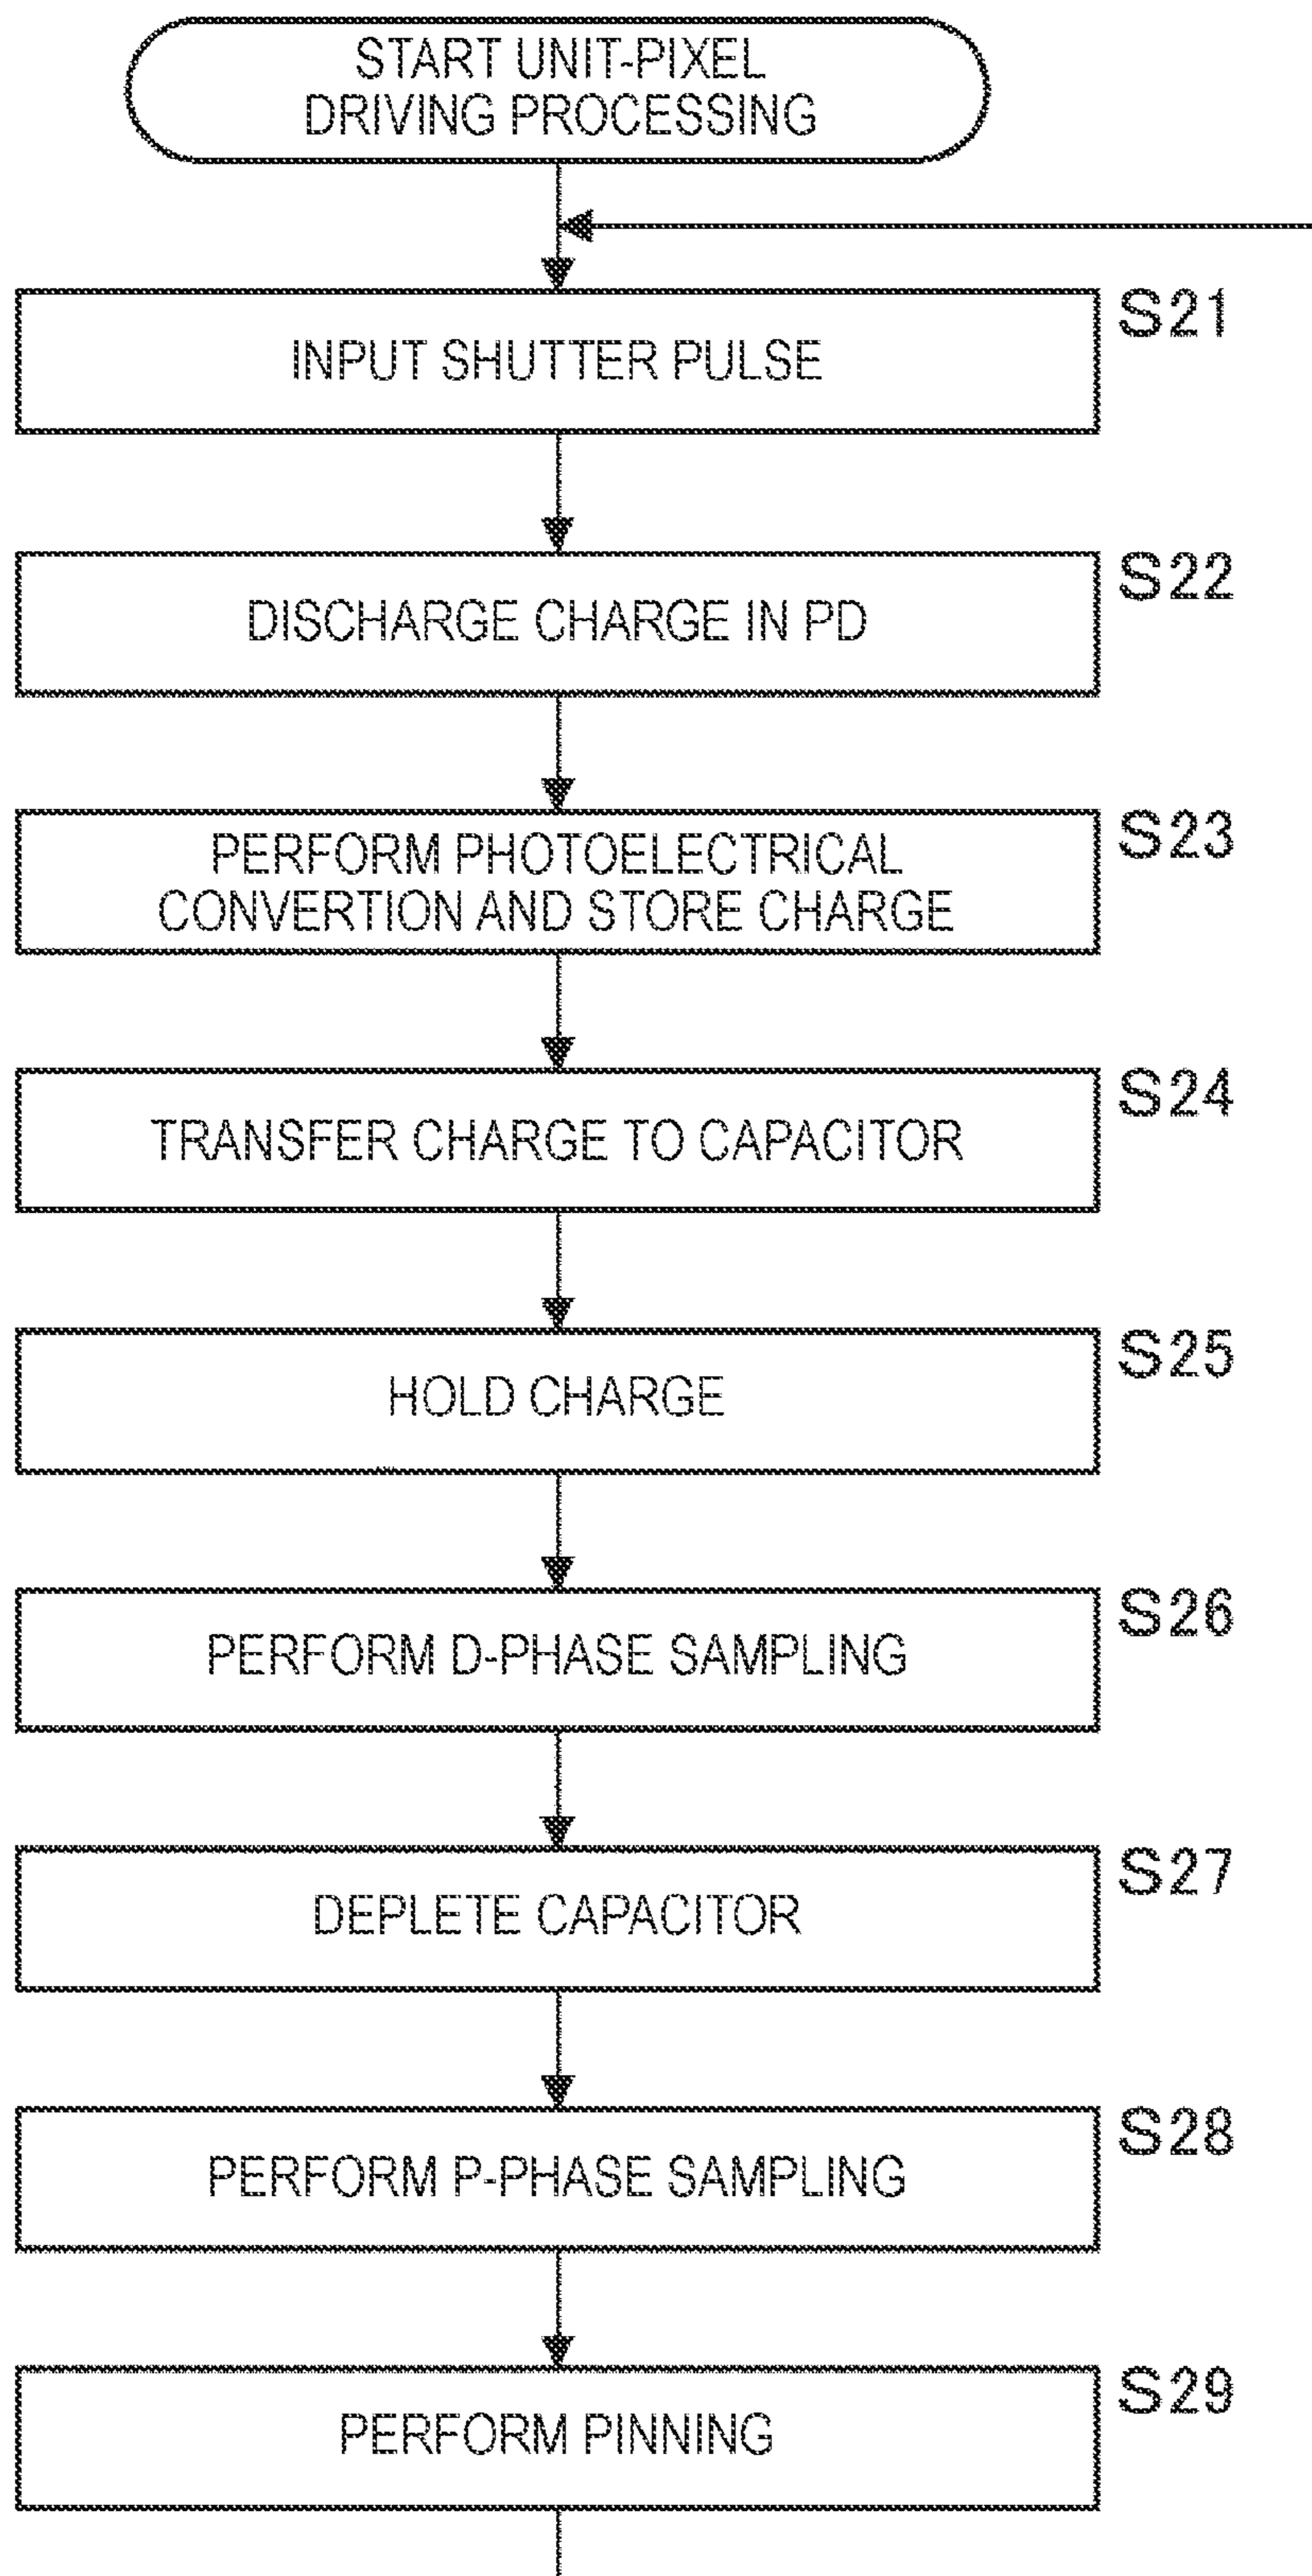 START UNIT-PIXEL
DRIVING PROCESSING
S21
INPUT SHUTTER PULSE
S22
DISCHARGE CHARGE IN PD
S23
PERFORM PHOTOELECTRICAL
CONVERTION AND STORE CHARGE
S24
TRANSFER CHARGE TO CAPACITOR
S25
HOLD CHARGE
S26
PERFORM D-PHASE SAMPLING
S27
DEPLETE CAPACITOR
S28
PERFORM P-PHASE SAMPLING
S29
PERFORM PINNING